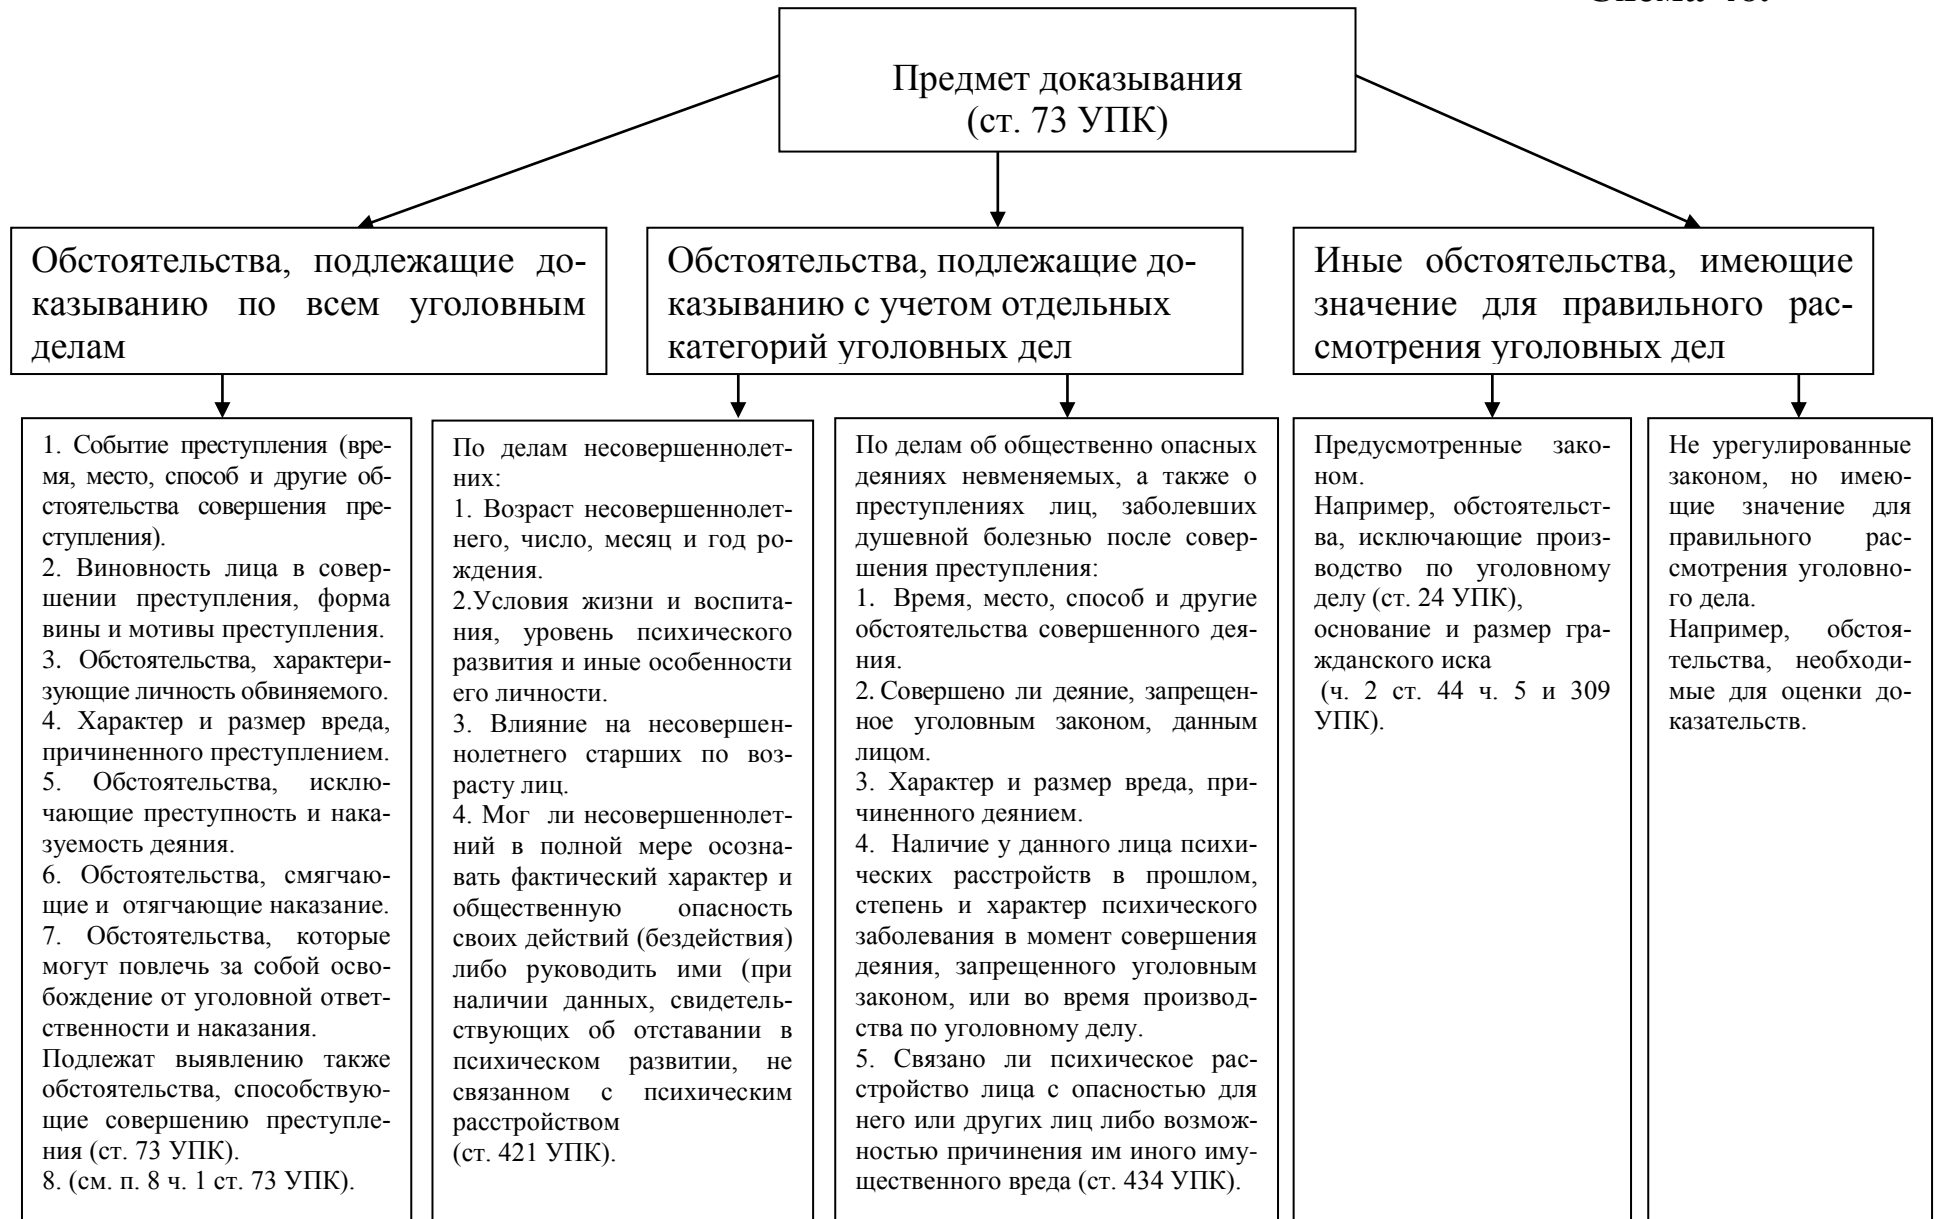 Предмет доказывания
(ст. 73 УПК)
Обстоятельства, подлежащие до-
казыванию по всем уголовным
делам
Обстоятельства, подлежащие до-
казыванию с учетом отдельных
категорий уголовных дел
Иные обстоятельства, имеющие
значение для правильного рас-
смотрения уголовных дел
1. Событие преступления (вре-
мя, место, способ и другие об-
стоятельства совершения пре-
ступления).
2. Виновность лица в совер-
шении преступления, форма
вины и мотивы преступления.
3. Обстоятельства, характери-
зующие личность обвиняемого.
4. Характер и размер вреда,
причиненного преступлением.
5. Обстоятельства, исклю-
чающие преступность и нака-
зуемость деяния.
6. Обстоятельства, смягчаю-
щие и отягчающие наказание.
7. Обстоятельства, которые
могут повлечь за собой осво-
бождение от уголовной ответ-
ственности и наказания.
Подлежат выявлению также
обстоятельства, способствую-
щие совершению преступле-
ния (ст. 73 УПК).
8. (см. п. 8 ч. 1 ст. 73 УПК).
По делам несовершеннолет-
них:
1. Возраст несовершеннолет-
него, число, месяц и год ро-
ждения.
2.Условия жизни и воспита-
ния, уровень психического
развития и иные особенности
его личности.
3. Влияние на несовершен-
нолетнего старших по воз-
расту лиц.
4. Мог ли несовершеннолет-
ний в полной мере осозна-
вать фактический характер и
общественную опасность
своих действий (бездействия)
либо руководить ими (при
наличии данных, свидетель-
ствующих об отставании в
психическом развитии, не
связанном с психическим
расстройством
(ст. 421 УПК).
По делам об общественно опасных
деяниях невменяемых, а также о
преступлениях лиц, заболевших
душевной болезнью после совер-
шения преступления:
1. Время, место, способ и другие
обстоятельства совершенного дея-
ния.
2. Совершено ли деяние, запрещен-
ное уголовным законом, данным
лицом.
3. Характер и размер вреда, при-
чиненного деянием.
4. Наличие у данного лица психи-
ческих расстройств в прошлом,
степень и характер психического
заболевания в момент совершения
деяния, запрещенного уголовным
законом, или во время производ-
ства по уголовному делу.
5. Связано ли психическое рас-
стройство лица с опасностью для
него или других лиц либо возмож-
ностью причинения им иного иму-
щественного вреда (ст. 434 УПК).
Предусмотренные зако-
ном.
Например, обстоятельст-
ва, исключающие произ-
водство по уголовному
делу (ст. 24 УПК),
основание и размер гра-
жданского иска
(ч. 2 ст. 44 ч. 5 и 309
УПК).
Не урегулированные
законом, но имею-
щие значение для
правильного рас-
смотрения уголовно-
го дела.
Например, обстоя-
тельства, необходи-
мые для оценки до-
казательств.